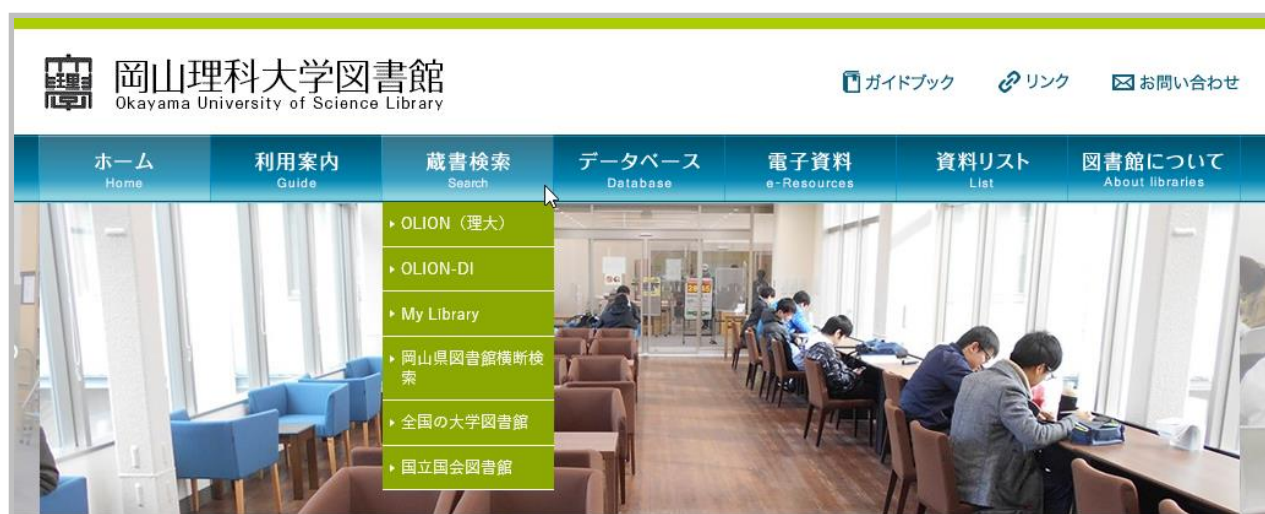 岡山理科大学図書館
Okayama University of Science Library
ガイドブック
リンク
お問い合わせ
ホーム
Home
利用案内
Guide
蔵書検索
Search
データベース
Database
電子資料
e-Resources
資料リスト
List
図書館について
About libraries
OLION（理大）
OLION-DI
My Library
岡山県図書館横断検
索
全国の大学図書館
国立国会図書館